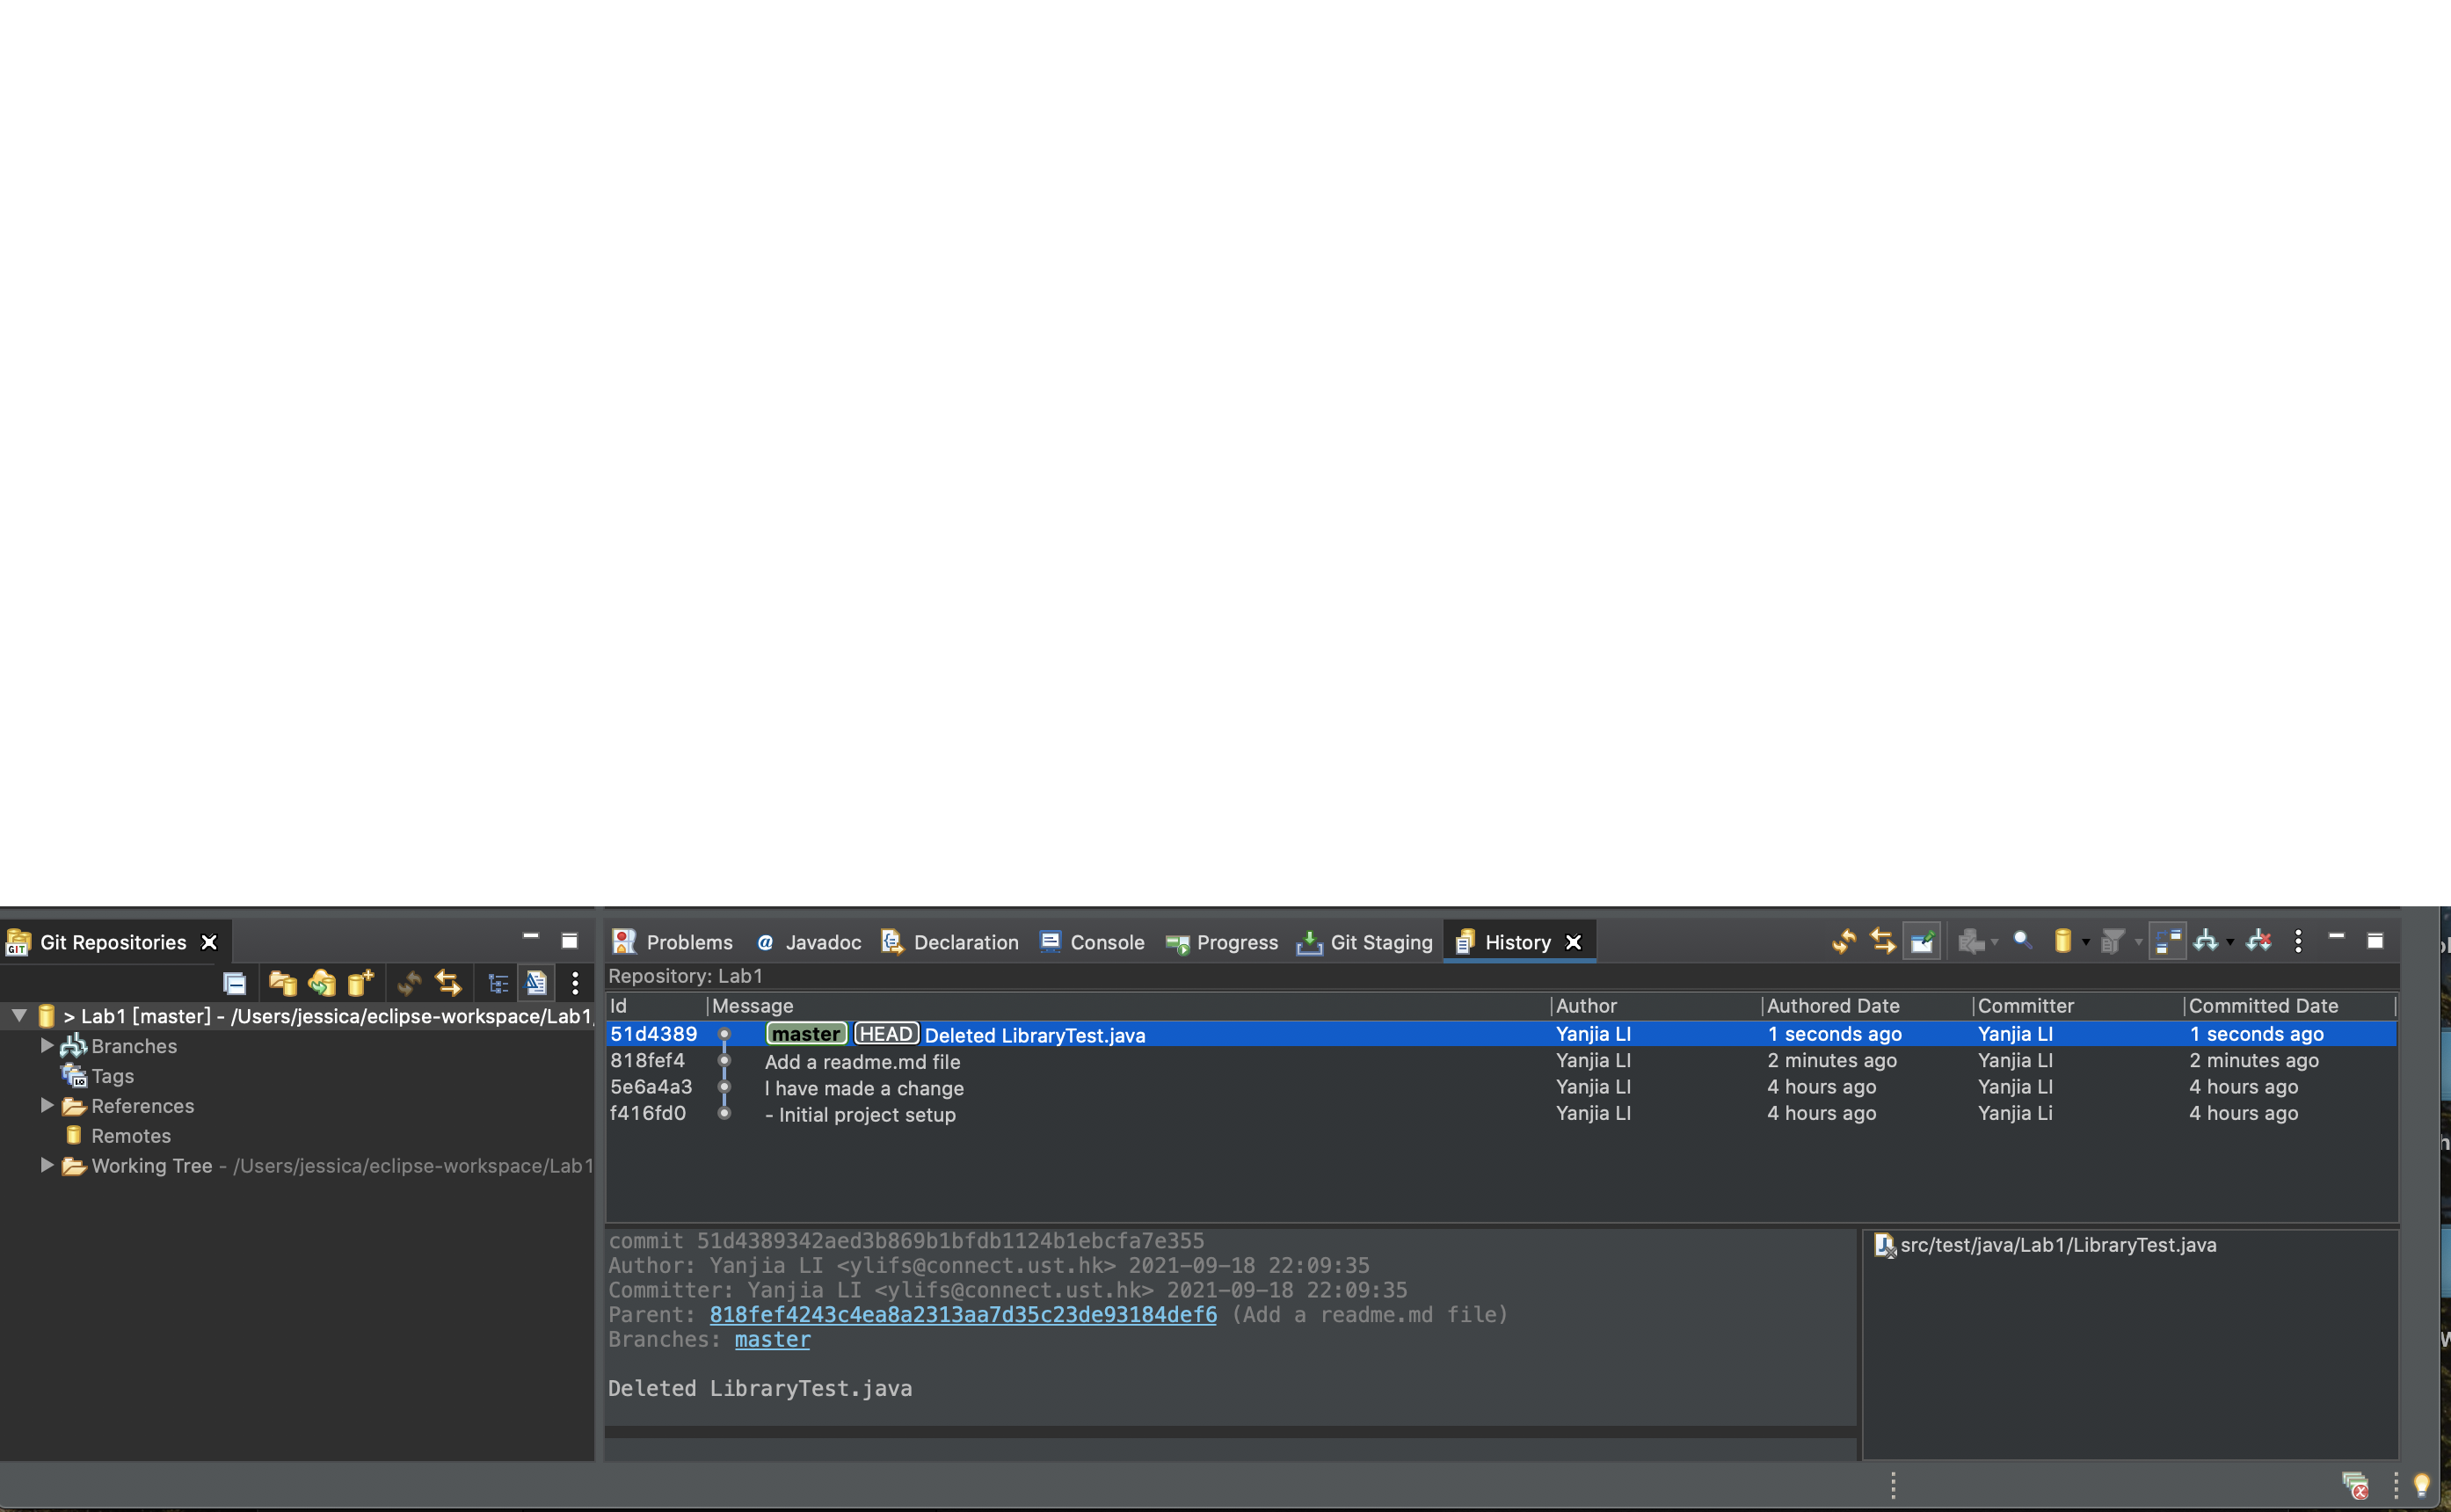 Git Repositories
> Lab1 [master] - /Users/jessica/eclipse-workspace/Lab1
Branches
Tags
References
Remotes
Working Tree - /Users/jessica/eclipse-workspace/Lab1
Problems @ Javadoc Declaration Console Progress Git Staging History
Repository: Lab1
Id Message Author Authored Date Committer Committed Date
51d4389 master HEAD Deleted LibraryTest.java Yanjia LI 1 seconds ago Yanjia LI 1 seconds ago
818fef4 Add a readme.md file Yanjia LI 2 minutes ago Yanjia LI 2 minutes ago
5e6a4a3 I have made a change Yanjia LI 4 hours ago Yanjia LI 4 hours ago
f416fd0 - Initial project setup Yanjia LI 4 hours ago Yanjia Li 4 hours ago
commit 51d4389342aed3b869b1bfdb1124b1ebcfa7e355
Author: Yanjia LI <ylifs@connect.ust.hk> 2021-09-18 22:09:35
Committer: Yanjia LI <ylifs@connect.ust.hk> 2021-09-18 22:09:35
Parent: 818fef4243c4ea8a2313aa7d35c23de93184def6 (Add a readme.md file)
Branches: master
Deleted LibraryTest.java
src/test/java/Lab1/LibraryTest.java